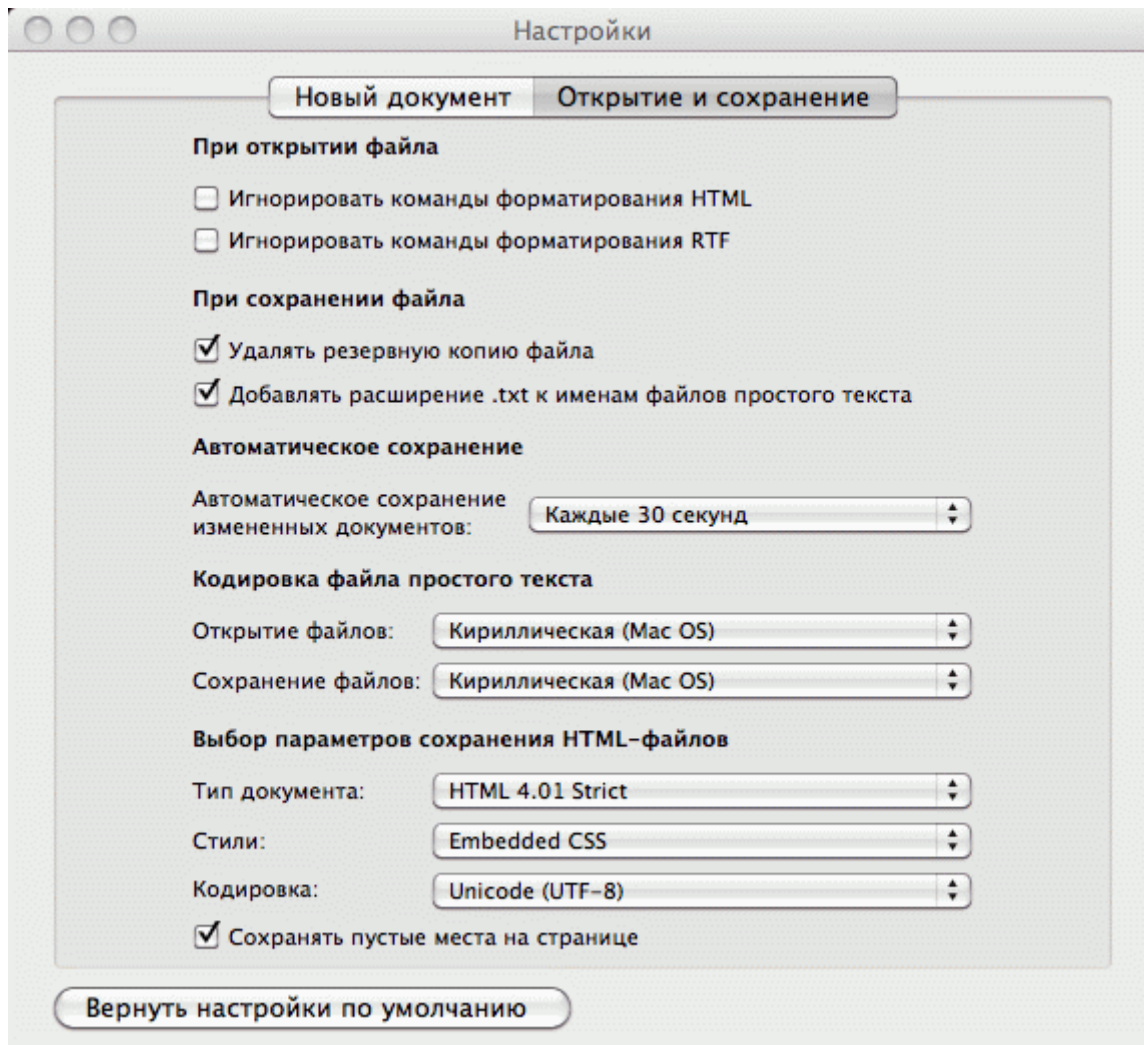 Настройки
Новый документ Открытие и сохранение
При открытии файла
Игнорировать команды форматирования HTML
Игнорировать команды форматирования RTF
При сохранении файла
Удалять резервную копию файла
Добавлять расширение .txt к именам файлов простого текста
Автоматическое сохранение
Автоматическое сохранение
измененных документов: Каждые 30 секунд
Кодировка файла простого текста
Открытие файлов: Кириллическая (Mac OS)
Сохранение файлов: Кириллическая (Mac OS)
Выбор параметров сохранения HTML-файлов
Тип документа: HTML 4.01 Strict
Стили: Embedded CSS
Кодировка: Unicode (UTF-8)
Сохранять пустые места на странице
Вернуть настройки по умолчанию